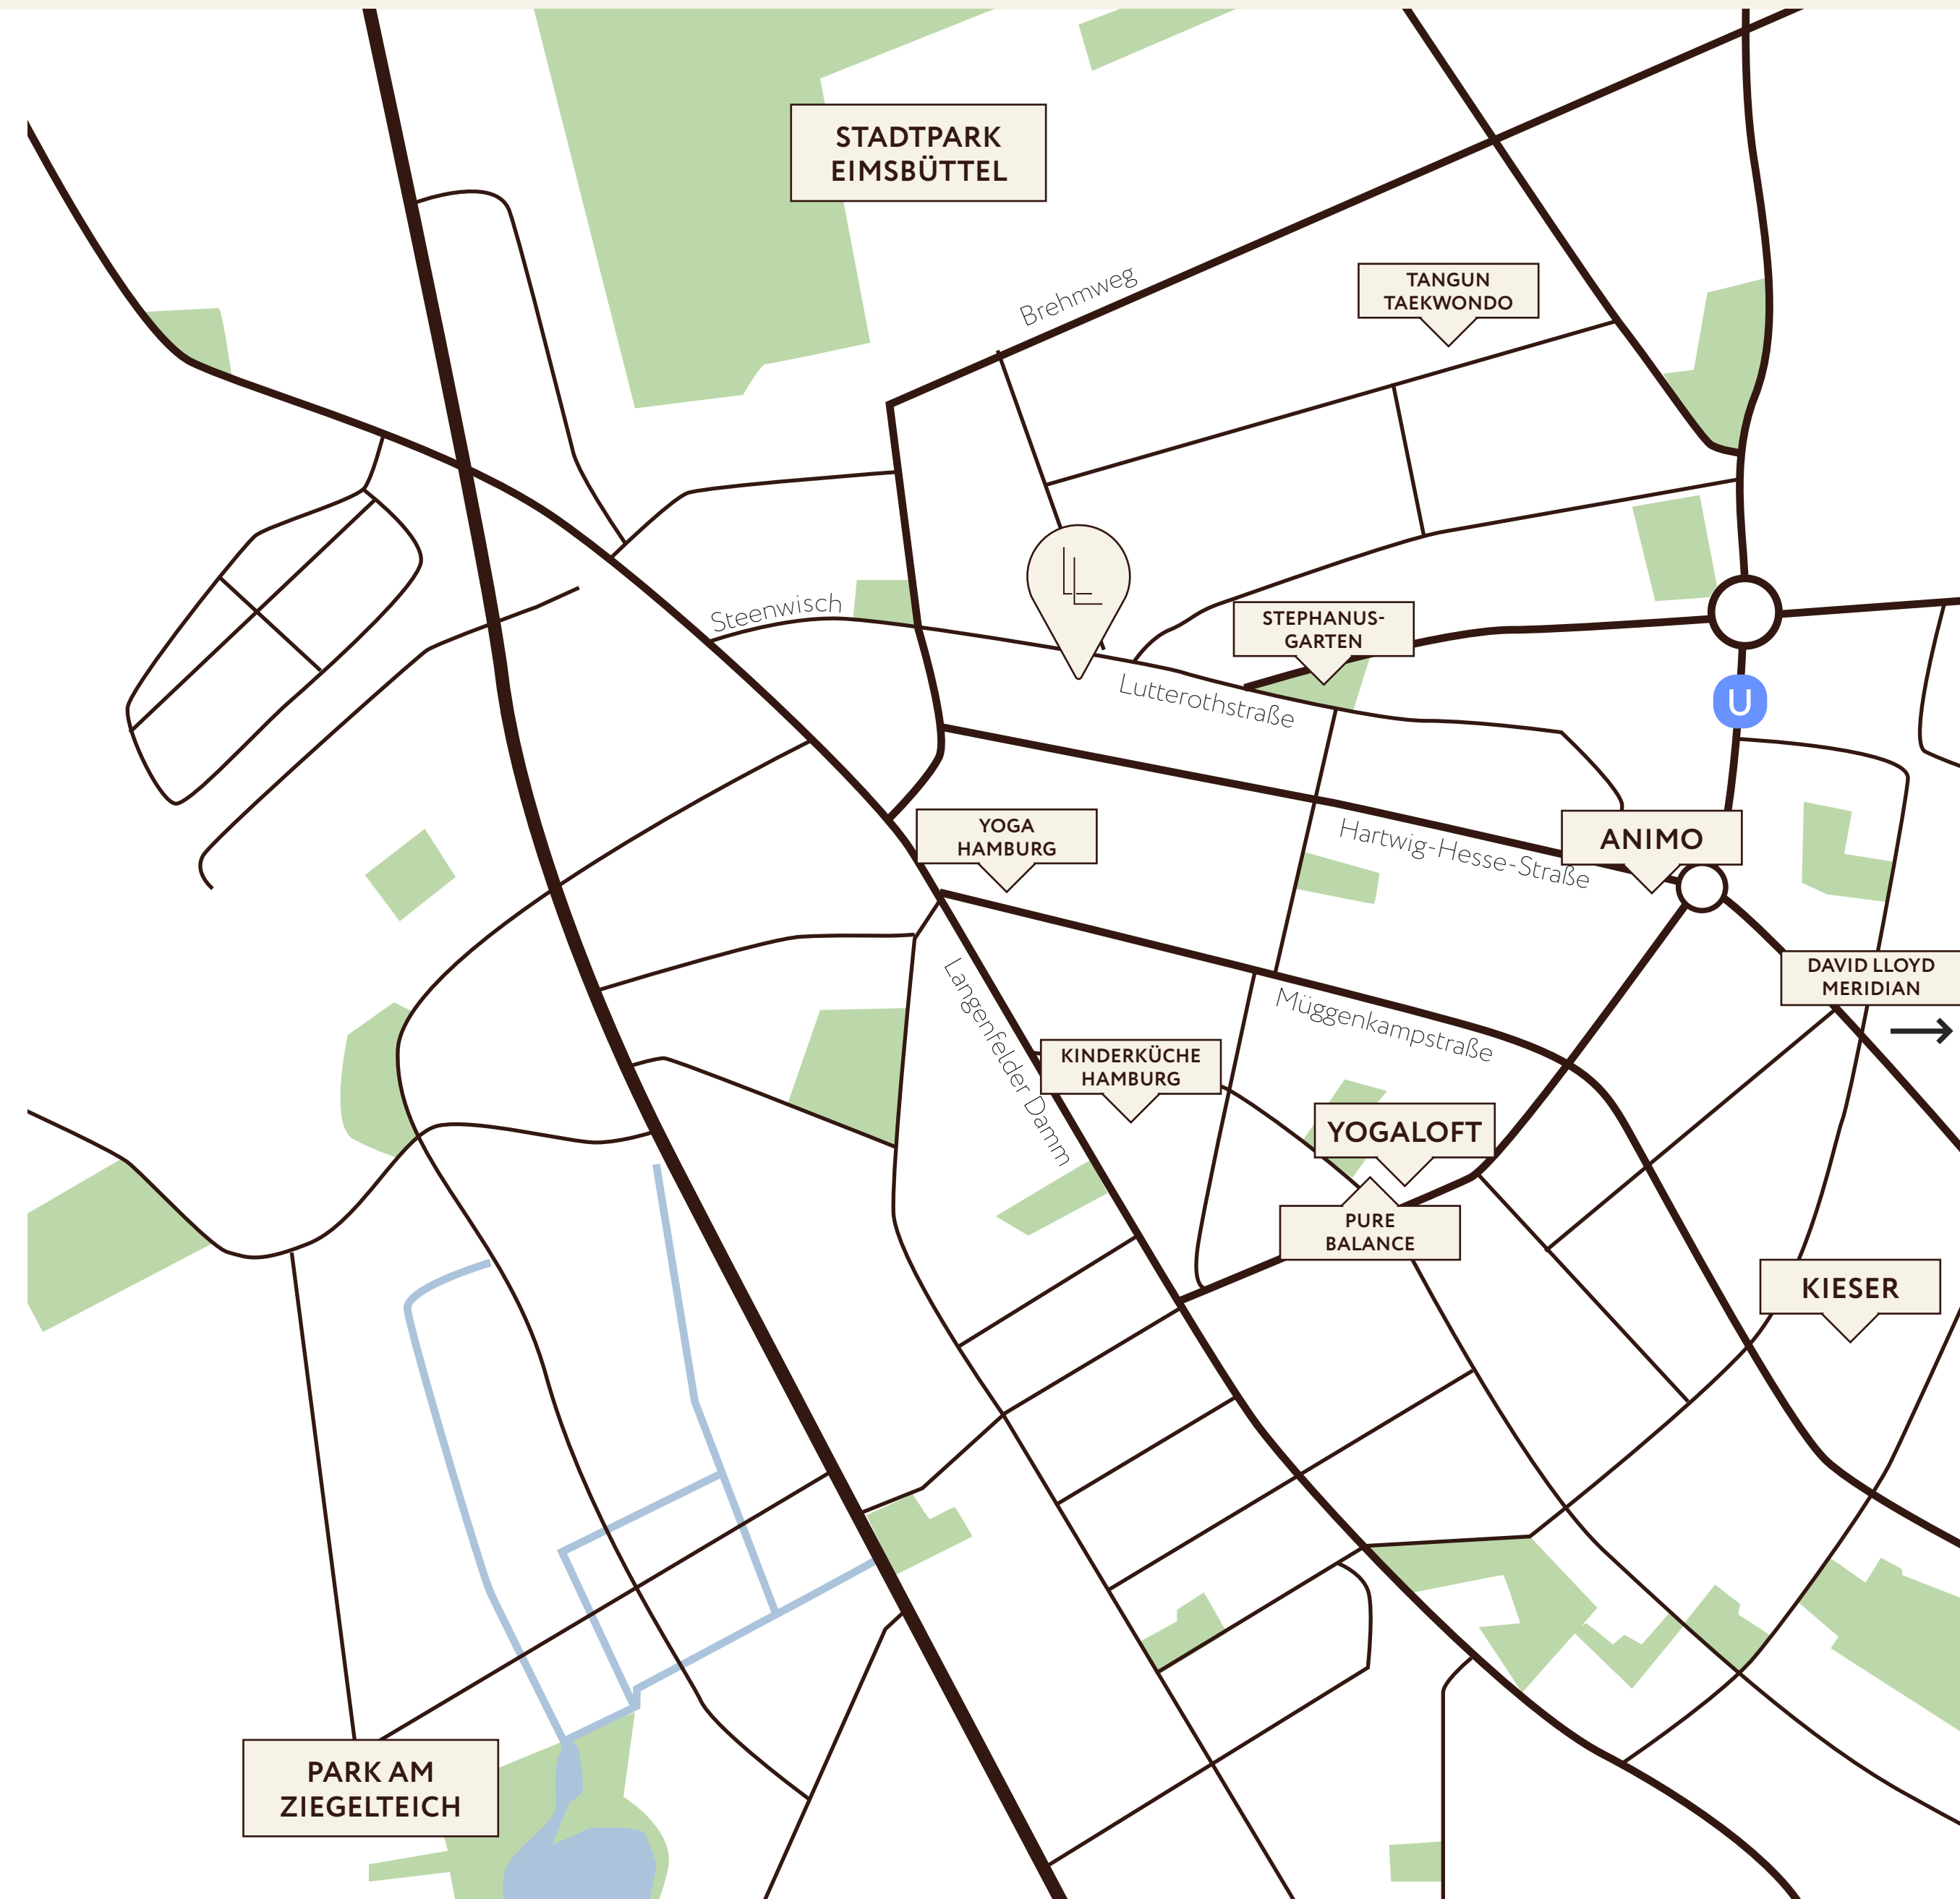 STADTPARK
EIMSBÜTTEL
Brehmweg
TANGUN
TAEKWONDO
Steenwisch
LL
STEPHANUS-
GARTEN
Lutterothstraße
U
YOGA
HAMBURG
Hartwig-Hesse-Straße
ANIMO
DAVID LLOYD
MERIDIAN
Langenfelder Damm
Müggenkampstraße
KINDERKÜCHE
HAMBURG
YOGALOFT
PURE
BALANCE
KIESER
PARK AM
ZIEGELTEICH